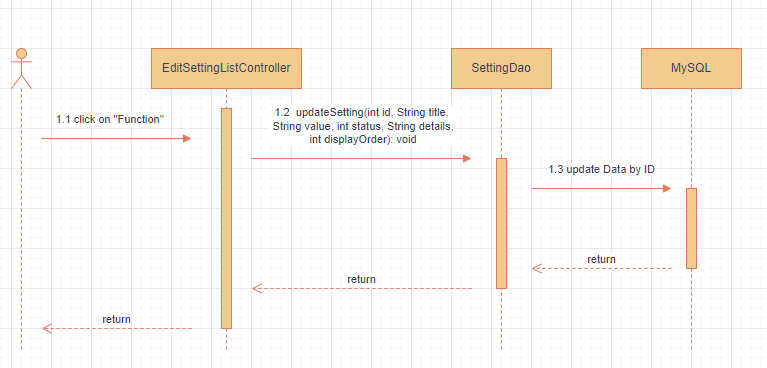 EditSettingListController
SettingDao
MySQL
1.1 click on "Function"
1.2 updateSetting(int id, String title,
String value, int status, String details,
int displayOrder): void
1.3 update Data by ID
return
return
return